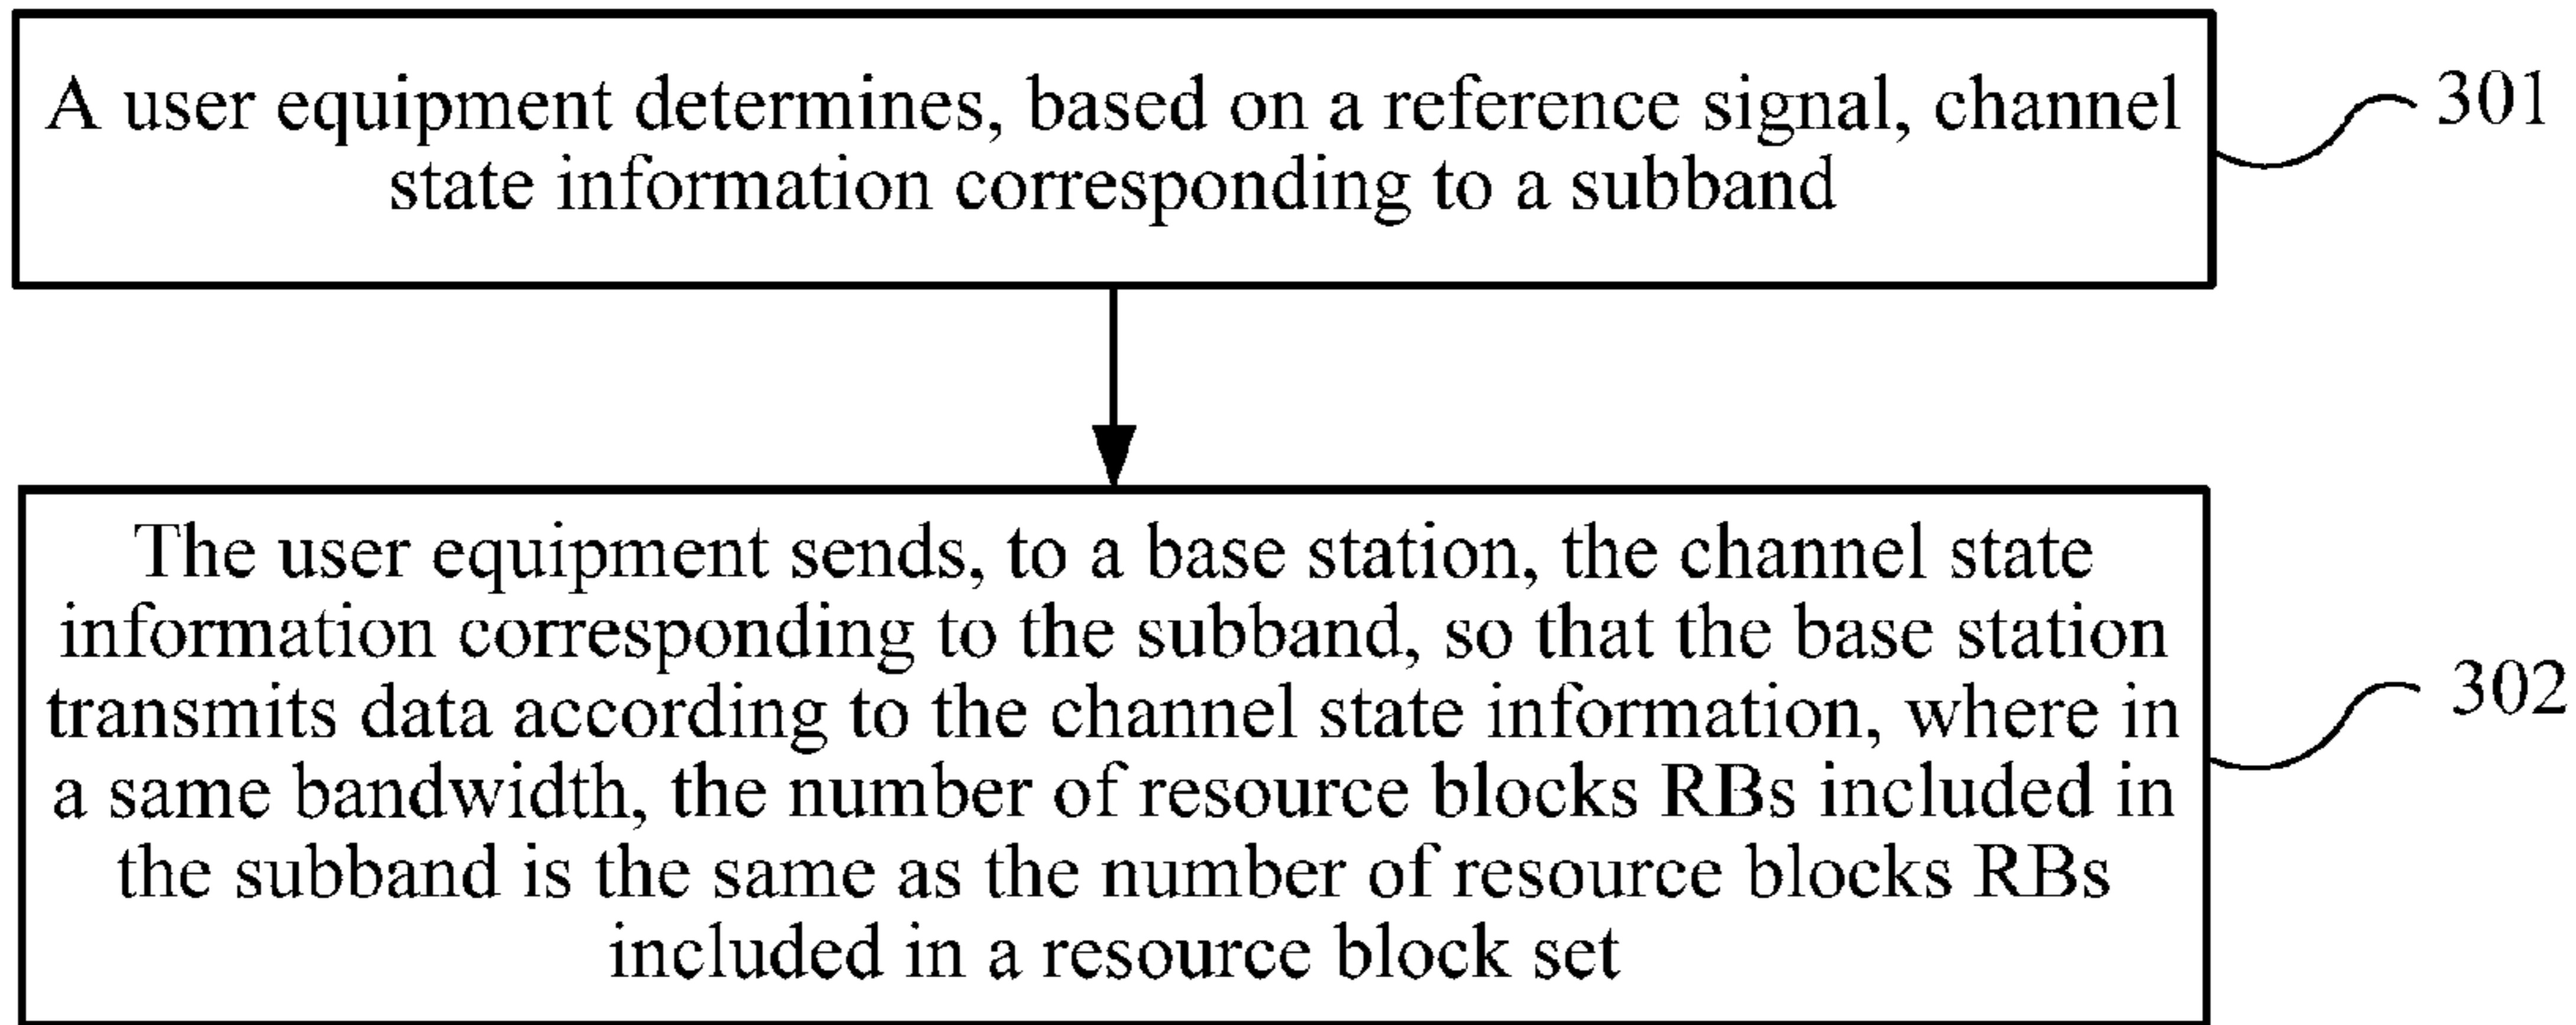 A user equipment determines, based on a reference signal, channel
state information corresponding to a subband
301
The user equipment sends, to a base station, the channel state
information corresponding to the subband, so that the base station
transmits data according to the channel state information, where in
a same bandwidth, the number of resource blocks RBs included in
the subband is the same as the number of resource blocks RBs
included in a resource block set
302